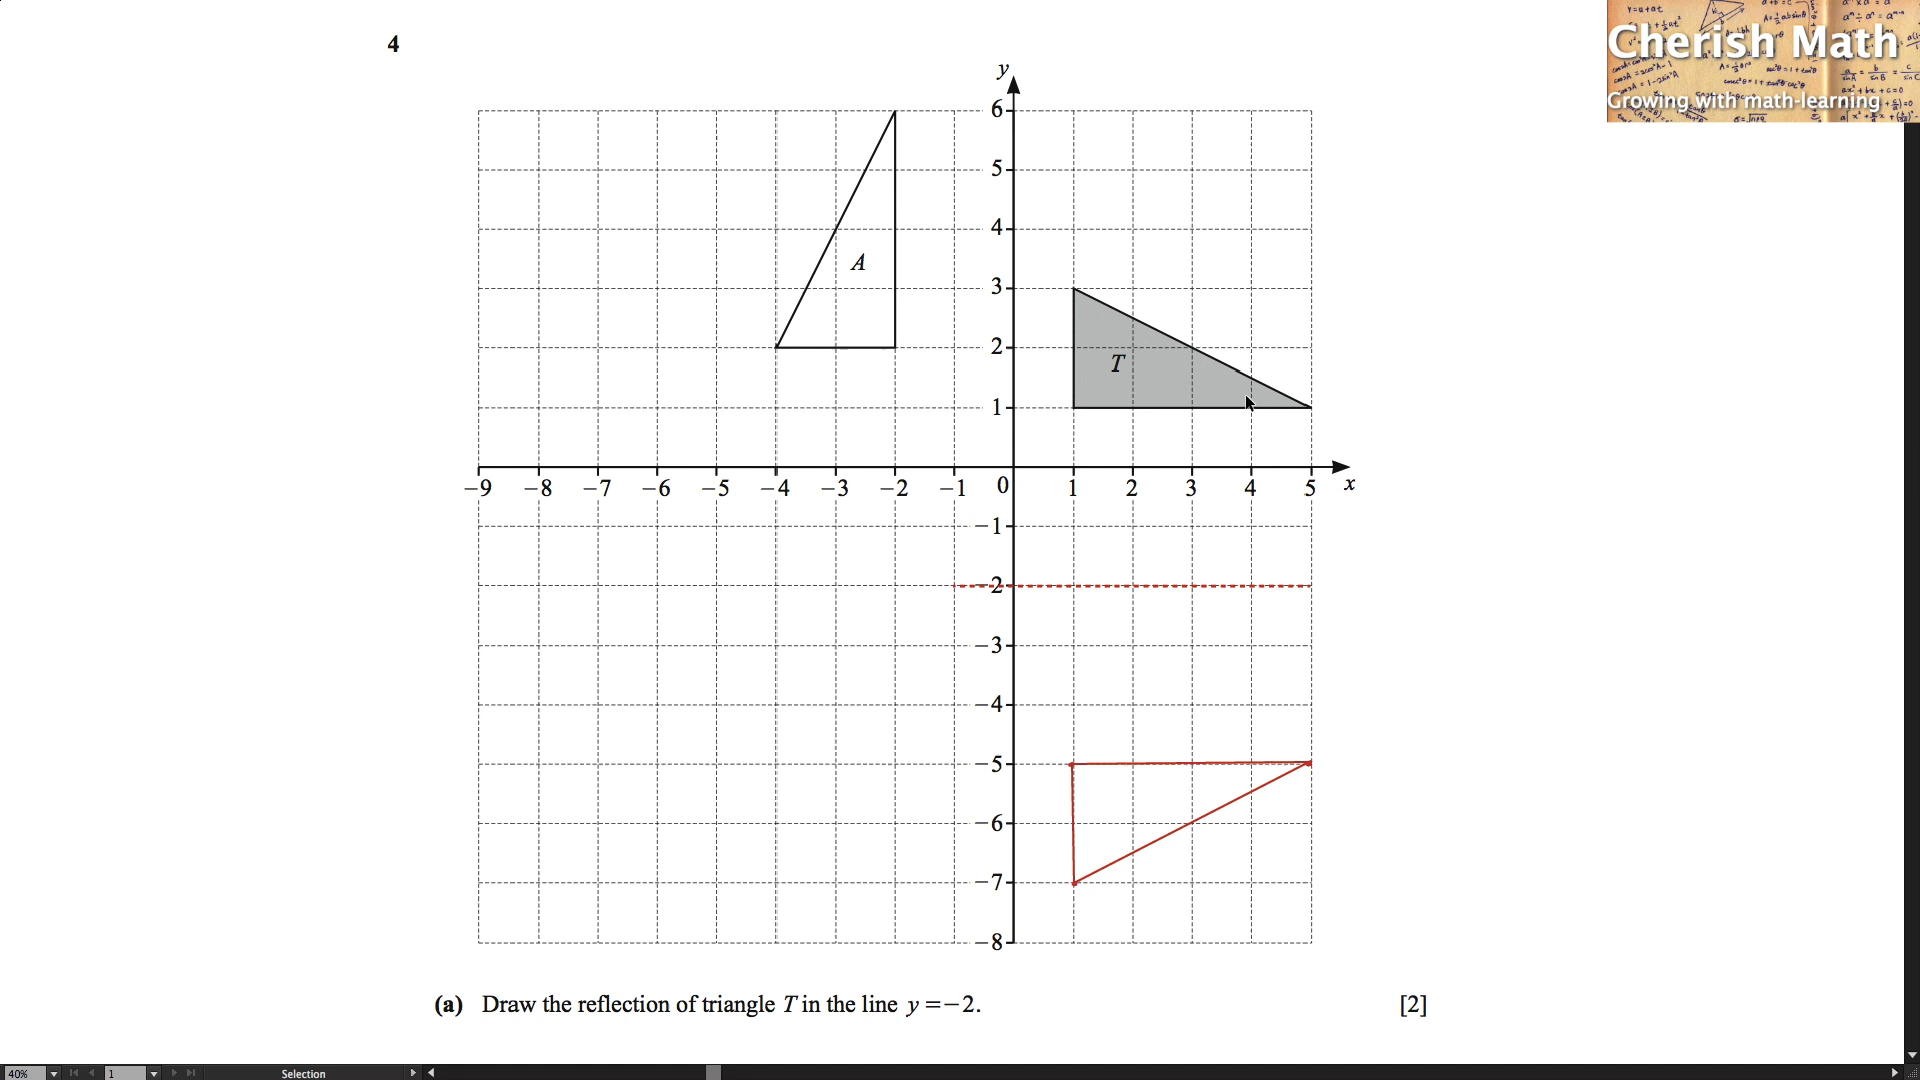 Cherish Math
Growing with math-learning
4
y
6
5
4
A
3
2
T
1
−9 −8 −7 −6 −5 −4 −3 −2 −1 0 1 2 3 4 5 x
−1
−2
−3
−4
−5
−6
−7
−8
(a) Draw the reflection of triangle T in the line y = −2. [2]
40% 1 Selection